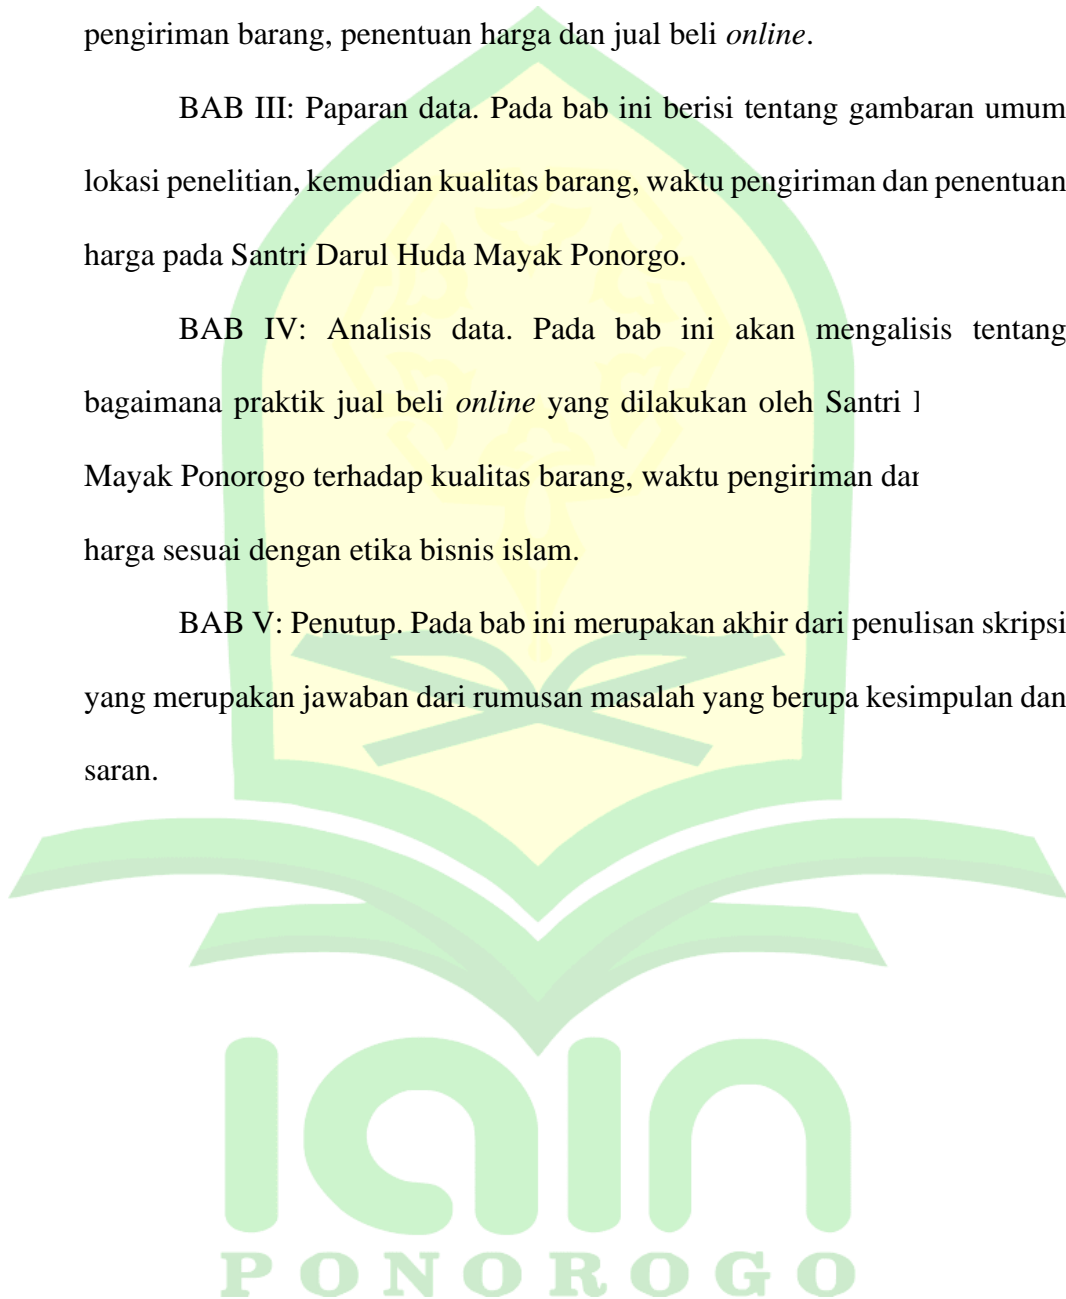 pengiriman barang, penentuan harga dan jual beli online.
BAB III: Paparan data. Pada bab ini berisi tentang gambaran umum
lokasi penelitian, kemudian kualitas barang, waktu pengiriman dan penentuan
harga pada Santri Darul Huda Mayak Ponorgo.
BAB IV: Analisis data. Pada bab ini akan mengalisis tentang
bagaimana praktik jual beli online yang dilakukan oleh Santri
Mayak Ponorogo terhadap kualitas barang, waktu pengiriman
harga sesuai dengan etika bisnis islam.
BAB V: Penutup. Pada bab ini merupakan akhir dari penulisan skripsi
yang merupakan jawaban dari rumusan masalah yang berupa kesimpulan dan
saran.
iain
PONOROGO